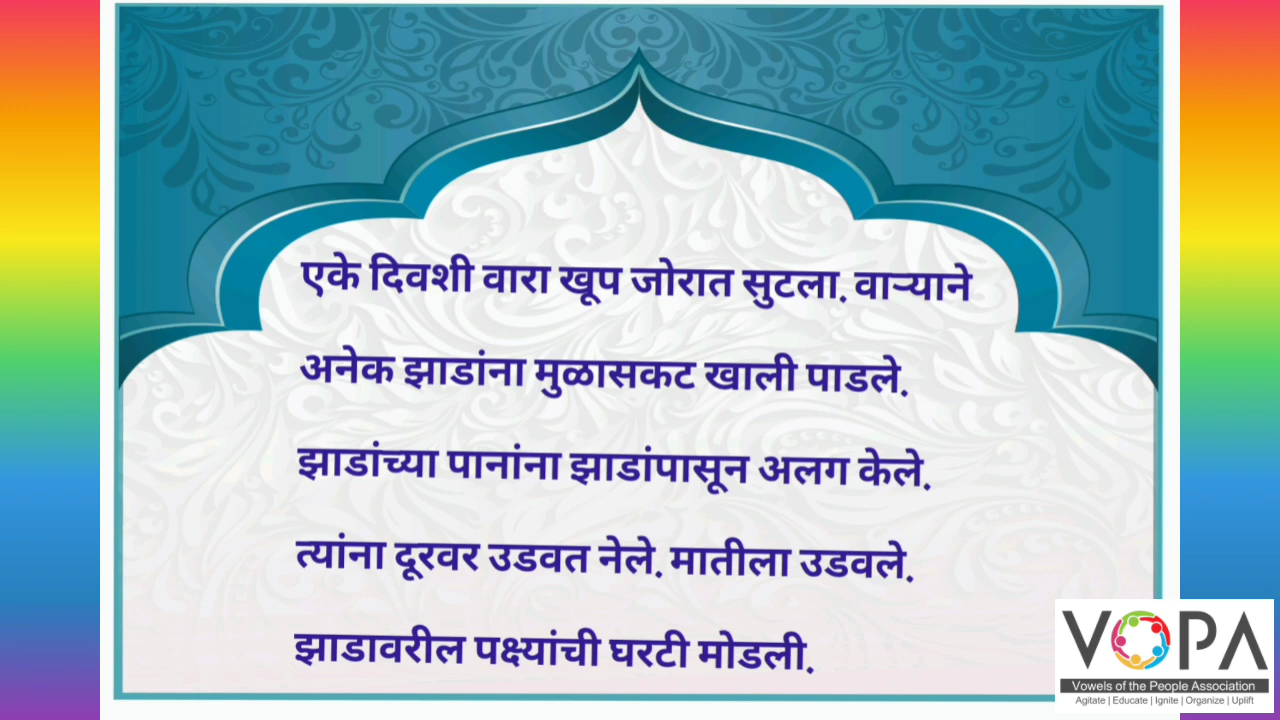 एके दिवशी वारा खूप जोरात सुटला. वाऱ्याने
अनेक झाडांना मुळासकट खाली पाडले.
झाडांच्या पानांना झाडांपासून अलग केले.
त्यांना दूरवर उडवत नेले. मातीला उडवले.
झाडावरील पक्ष्यांची घरटी मोडली.
VOPA
Vowels of the People Association
Agitate | Educate | Ignite | Organize | Uplift